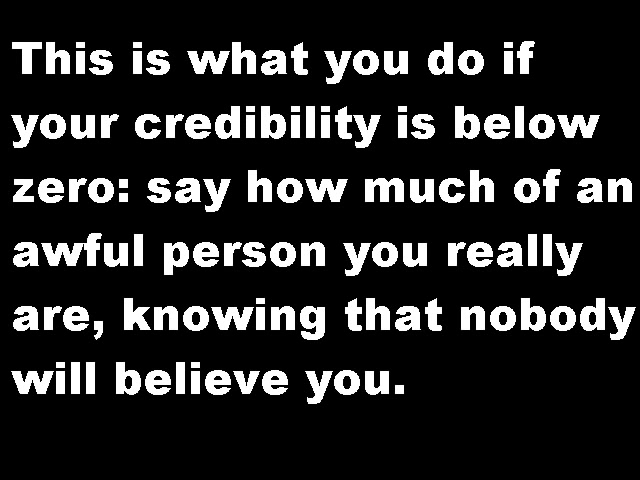 This is what you do if
your credibility is below
zero: say how much of an
awful person you really
are, knowing that nobody
will believe you.